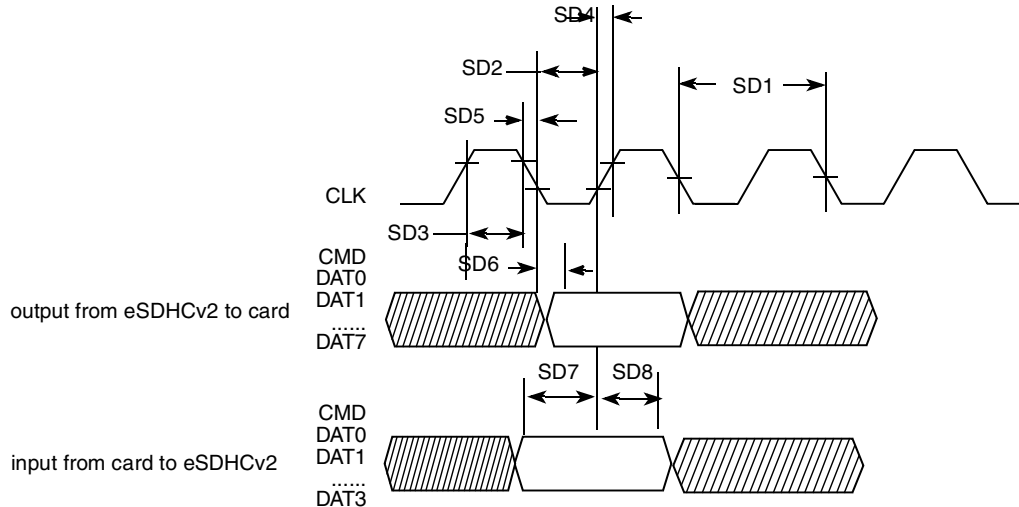 SD4
SD2
SD1
SD5
CLK
SD3
CMD
SD6
DAT0
output from eSDHCv2 to card
DAT1
......
DAT7
SD7
SD8
CMD
DAT0
input from card to eSDHCv2
DAT1
......
DAT3